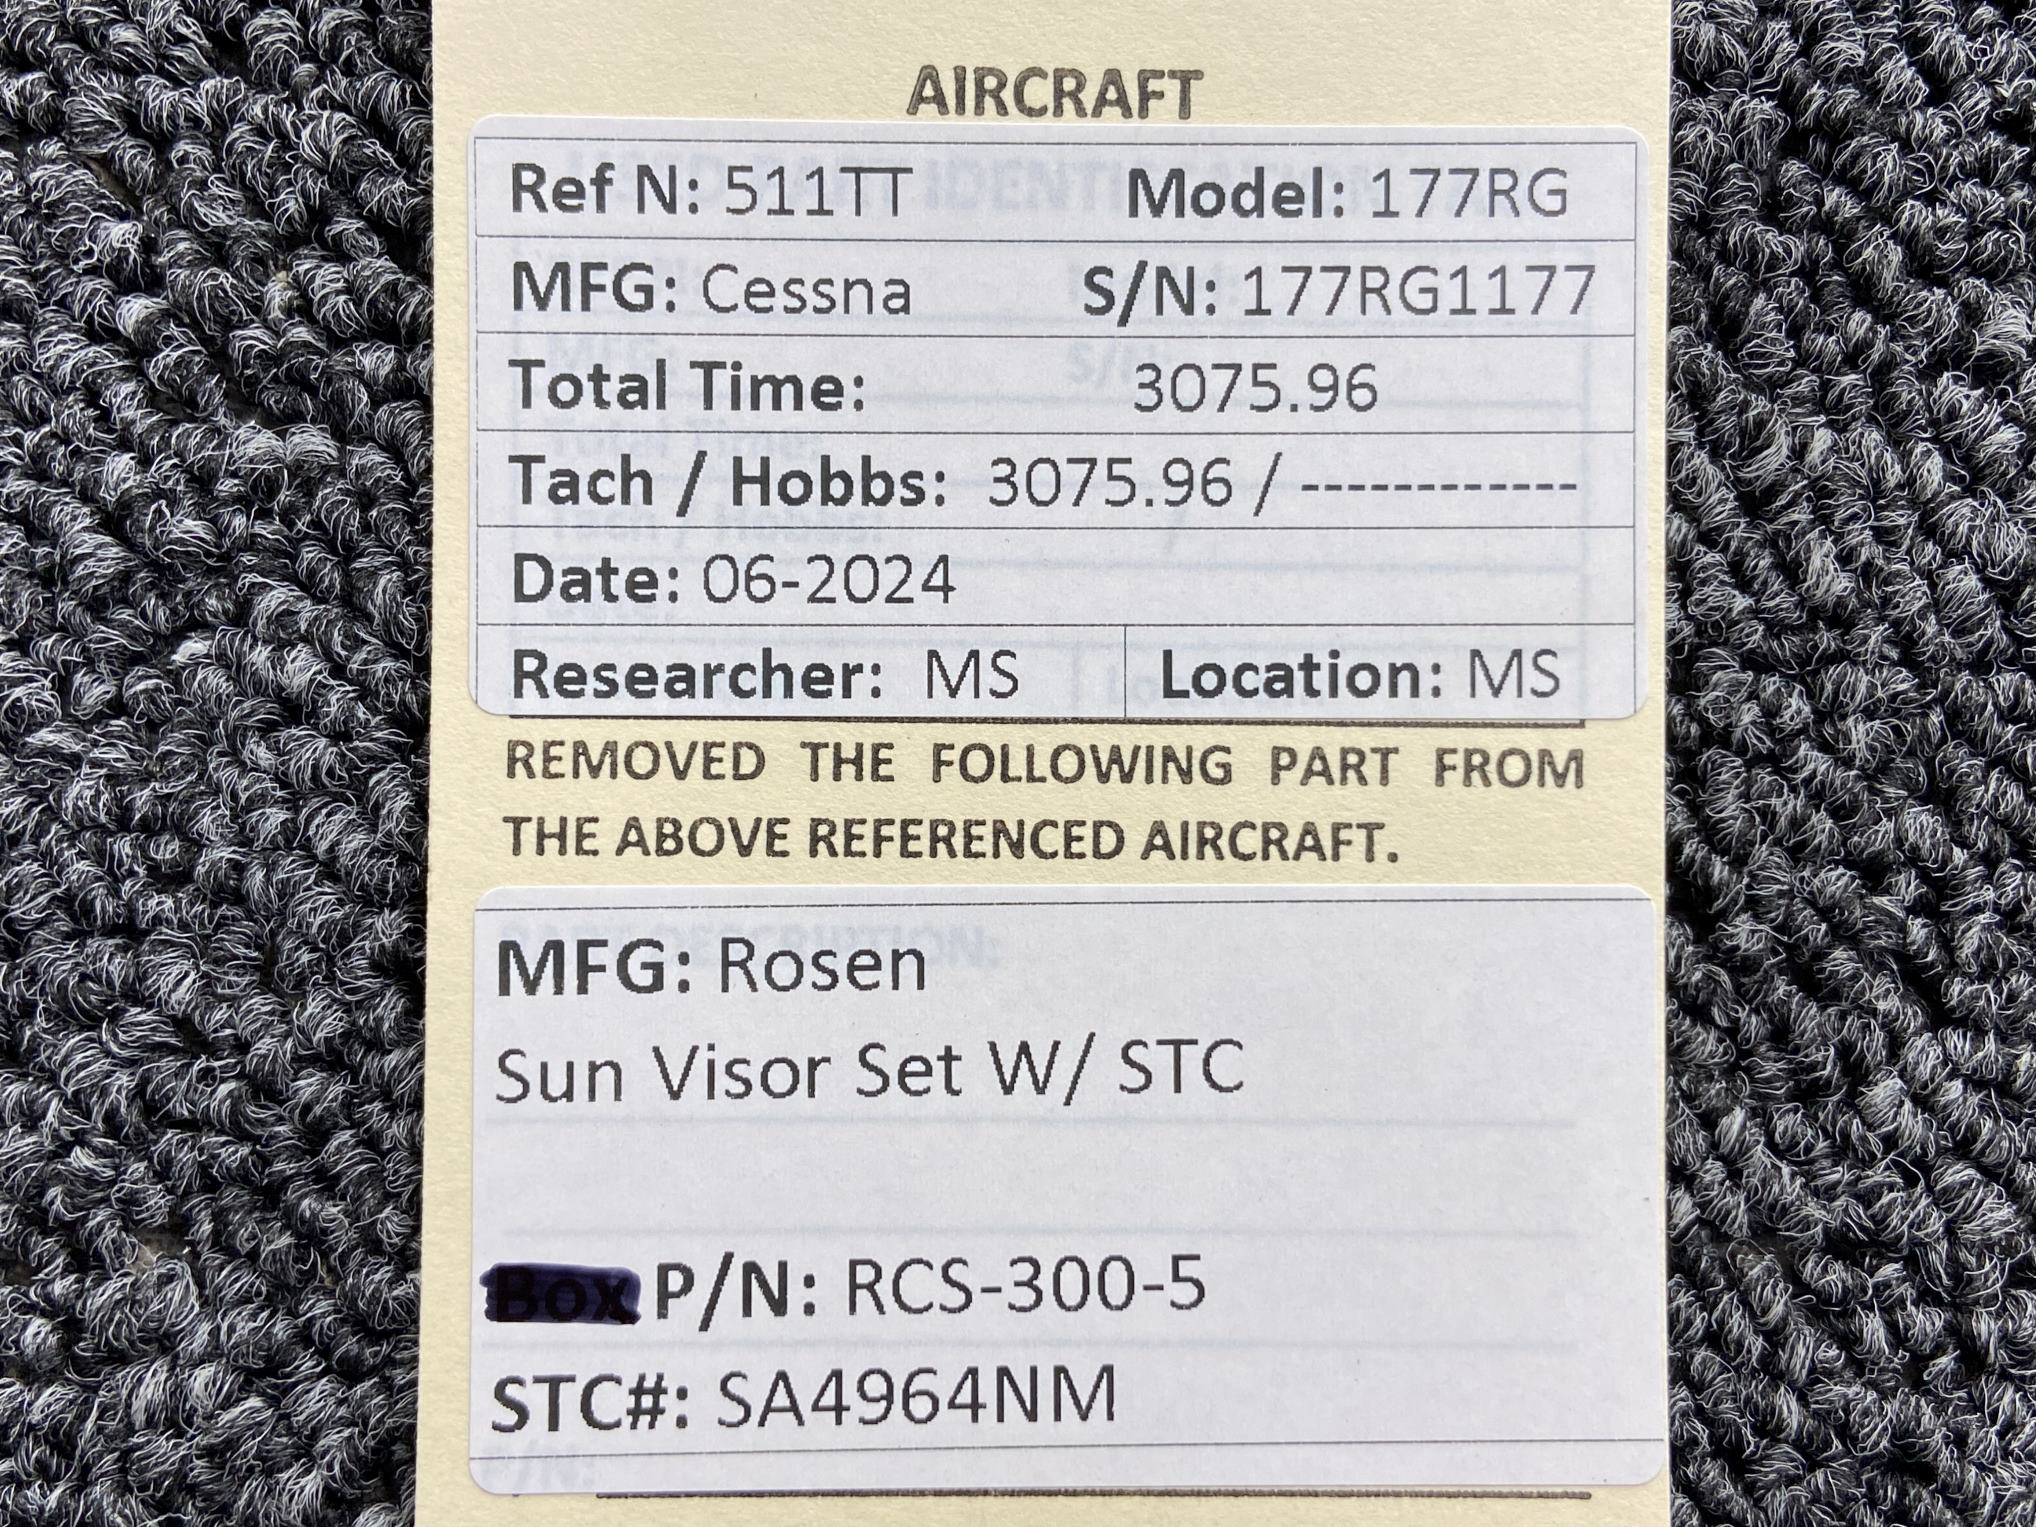 AIRCRAFT
Ref N: 511TT Model: 177RG
MFG: Cessna S/N: 177RG1177
Total Time: 3075.96
Tach / Hobbs: 3075.96 / ------------
Date: 06-2024
Researcher: MS Location: MS
REMOVED THE FOLLOWING PART FROM
THE ABOVE REFERENCED AIRCRAFT.
MFG: Rosen
Sun Visor Set W/ STC
Box P/N: RCS-300-5
STC#: SA4964NM